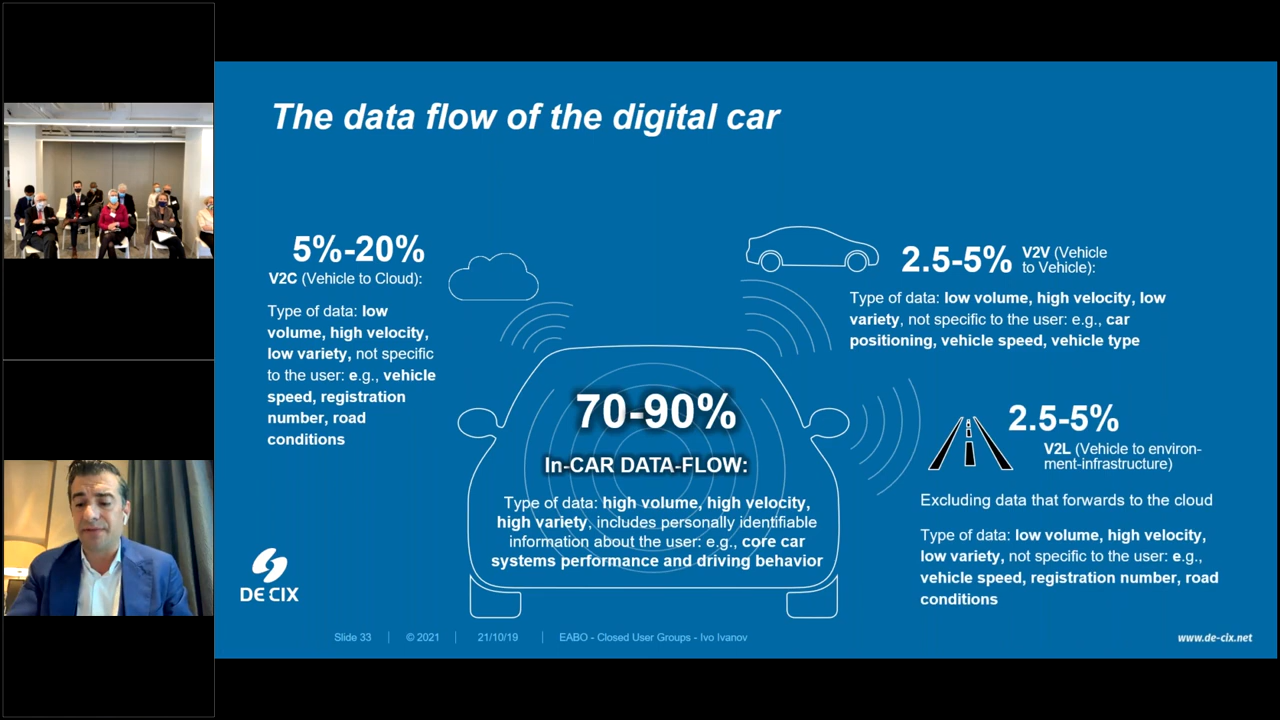 The data flow of the digital car
5%-20%
V2C (Vehicle to Cloud):
Type of data: low
volume, high velocity,
low variety, not specific
to the user: e.g., vehicle
speed, registration
number, road
conditions
2.5-5%
V2V (Vehicle
to Vehicle):
Type of data: low volume, high velocity, low
variety, not specific to the user: e.g., car
positioning, vehicle speed, vehicle type
70-90%
In-CAR DATA-FLOW:
Type of data: high volume, high velocity,
high variety, includes personally identifiable
information about the user: e.g., core car
systems performance and driving behavior
2.5-5%
V2L (Vehicle to environ-
ment-infrastructure)
Excluding data that forwards to the cloud
Type of data: low volume, high velocity,
low variety, not specific to the user: e.g.,
vehicle speed, registration number, road
conditions
DE CIX
Slide 33 | © 2021 | 21/10/19 | EABO - Closed User Groups - Ivo Ivanov
www.de-cix.net